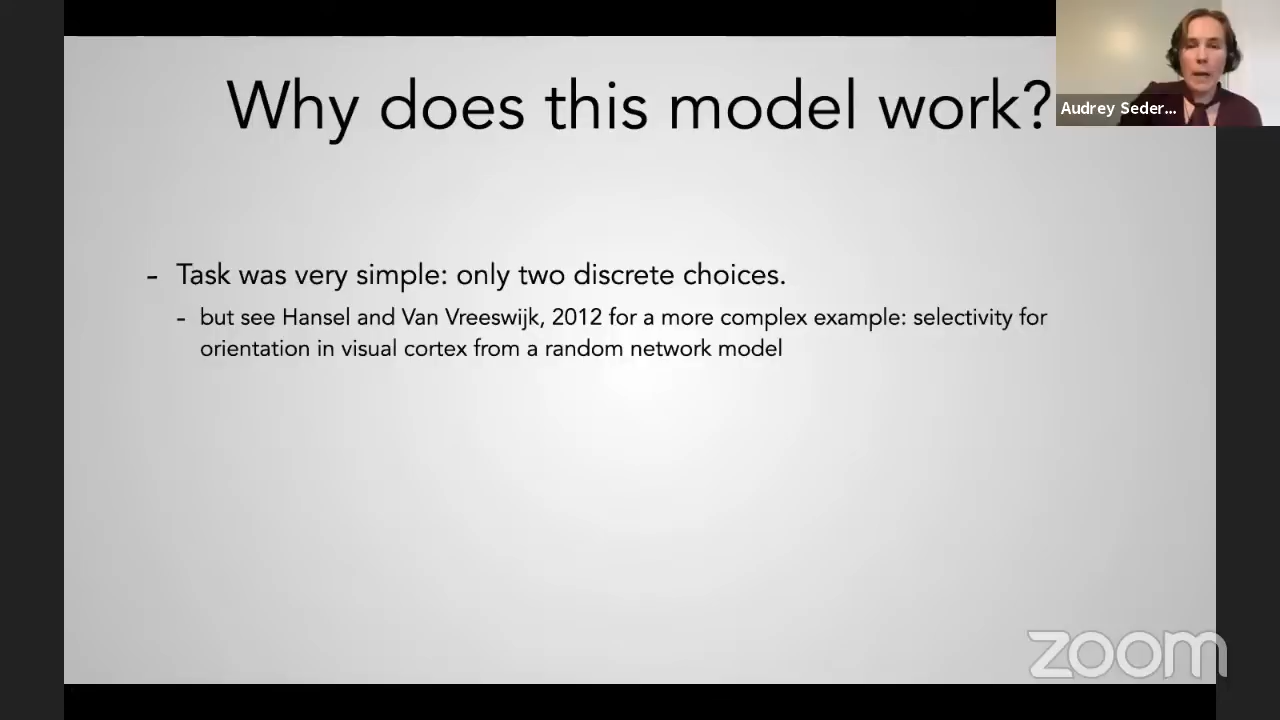 Why does this model work?
Audrey Seder...
- Task was very simple: only two discrete choices.
- but see Hansel and Van Vreeswijk, 2012 for a more complex example: selectivity for
orientation in visual cortex from a random network model
zoom